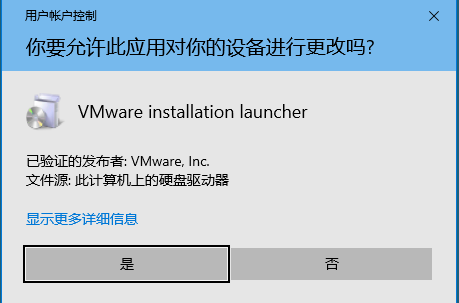 用户帐户控制
你要允许此应用对你的设备进行更改吗?
VMware installation launcher
已验证的发布者: VMware, Inc.
文件源: 此计算机上的硬盘驱动器
显示更多详细信息
是
否